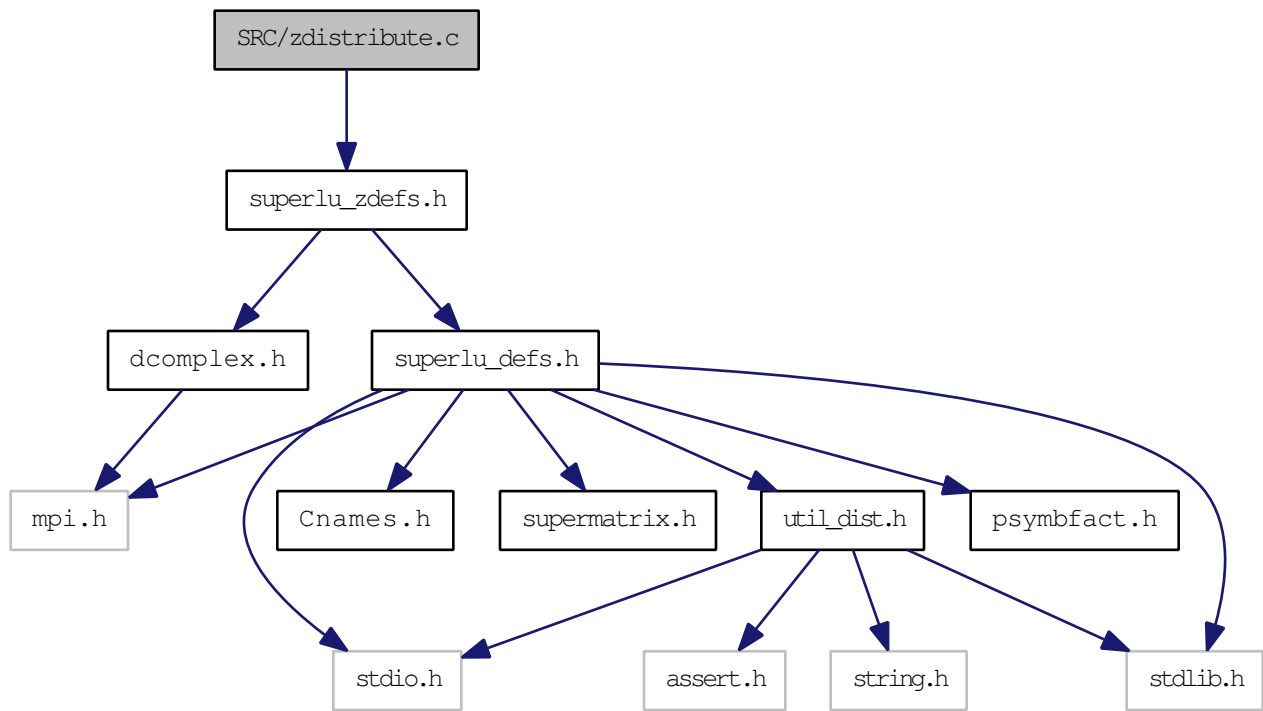 SRC/zdistribute.c
superlu_zdefs.h
dcomplex.h
superlu_defs.h
mpi.h
Cnames.h
supermatrix.h
util_dist.h
psymbfact.h
stdio.h
assert.h
string.h
stdlib.h